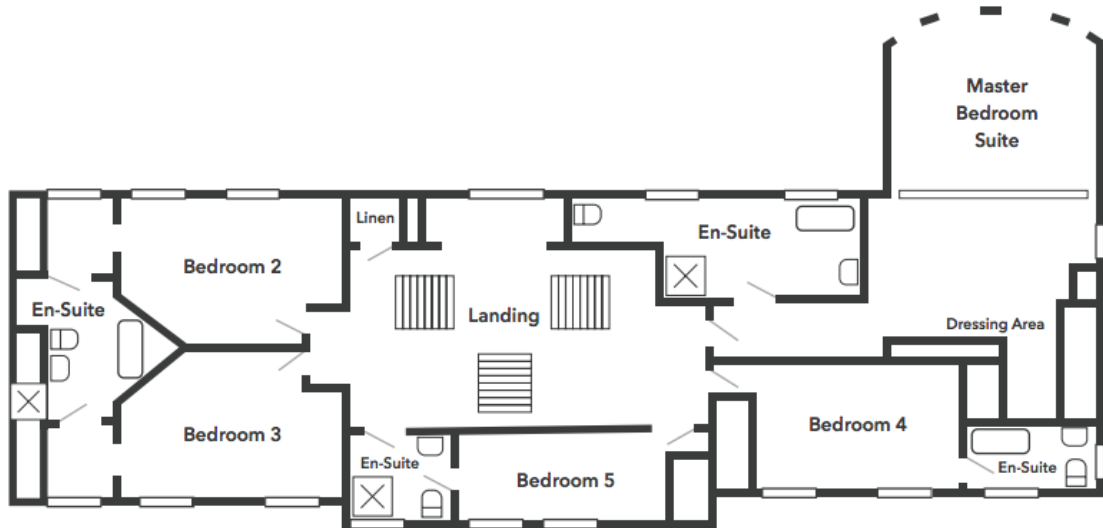 Master
Bedroom
Suite
Linen
En-Suite
Bedroom 2
En-Suite
Landing
Dressing Area
Bedroom 3
Bedroom 4
En-Suite
Bedroom 5
En-Suite